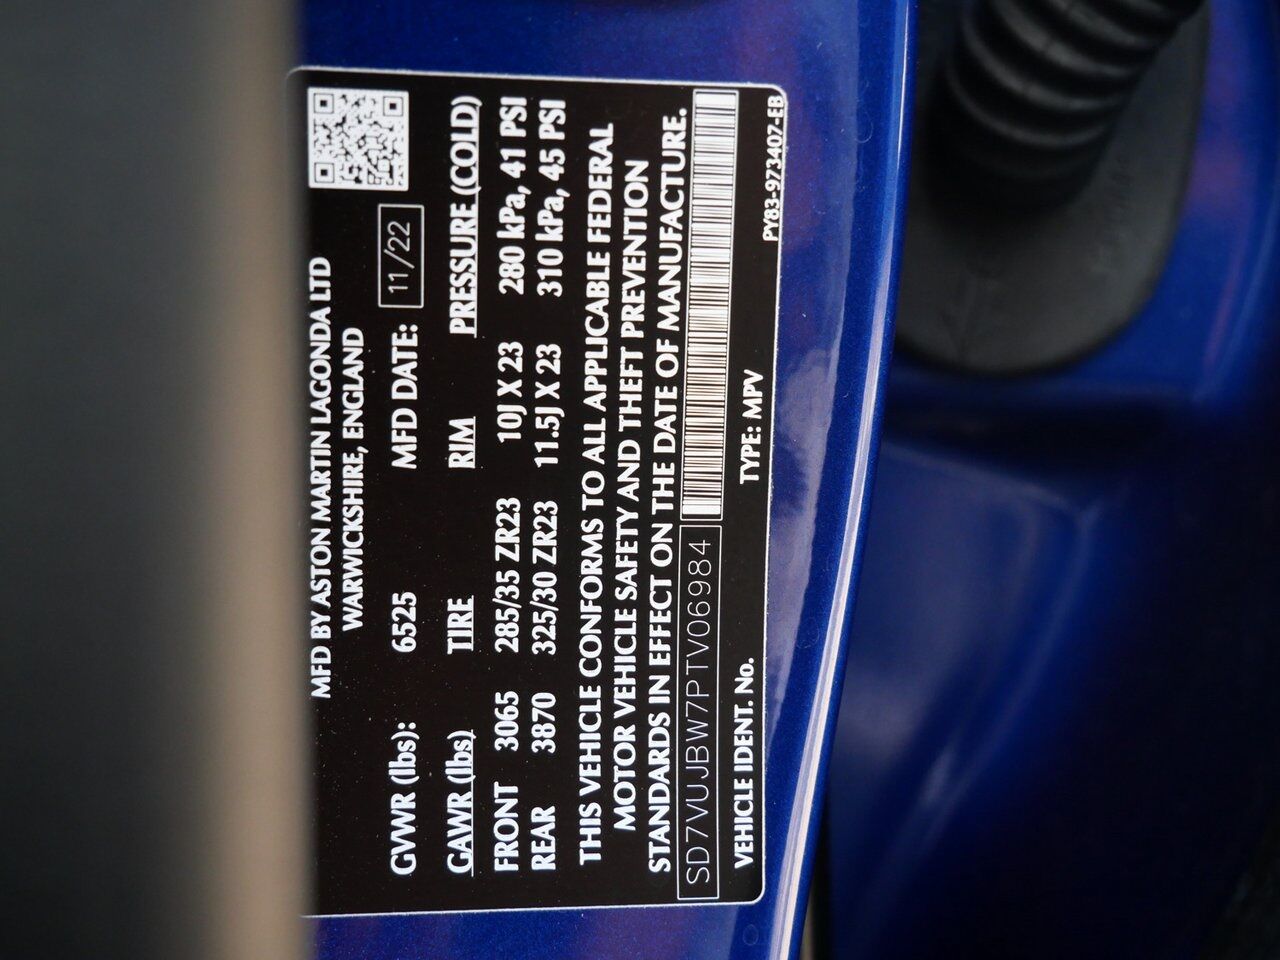 MFD BY ASTON MARTIN LAGONDA LTD
WARWICKSHIRE, ENGLAND
GVWR (lbs): 6525 MFD DATE: 11/22
GAWR (lbs) TIRE RIM PRESSURE (COLD)
FRONT 3065 285/35 ZR23 10J X 23 280 kPa, 41 PSI
REAR 3870 325/30 ZR23 11.5J X 23 310 kPa, 45 PSI
THIS VEHICLE CONFORMS TO ALL APPLICABLE FEDERAL
MOTOR VEHICLE SAFETY AND THEFT PREVENTION
STANDARDS IN EFFECT ON THE DATE OF MANUFACTURE.
SD7VUJBW7PTV06984
VEHICLE IDENT. No. TYPE: MPV
PY83-973407-EB